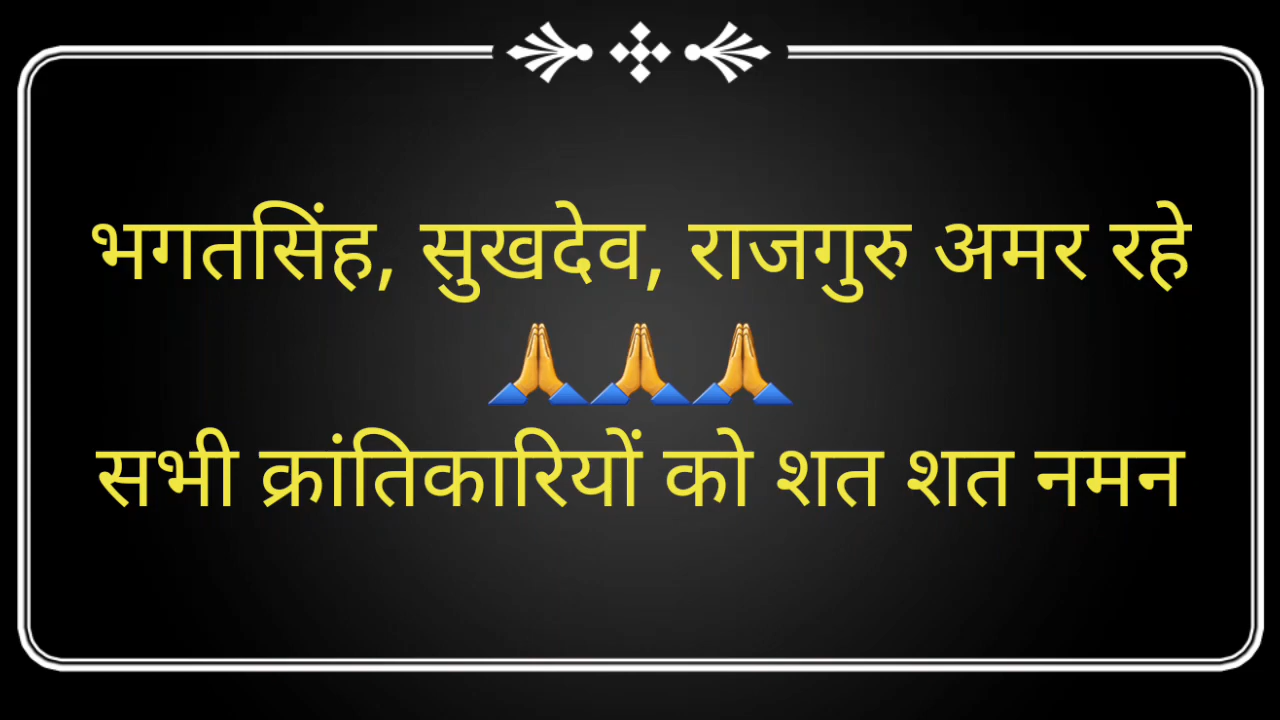 भगतसिंह, सुखदेव, राजगुरु अमर रहे
🙏🙏🙏
सभी क्रांतिकारियों को शत शत नमन